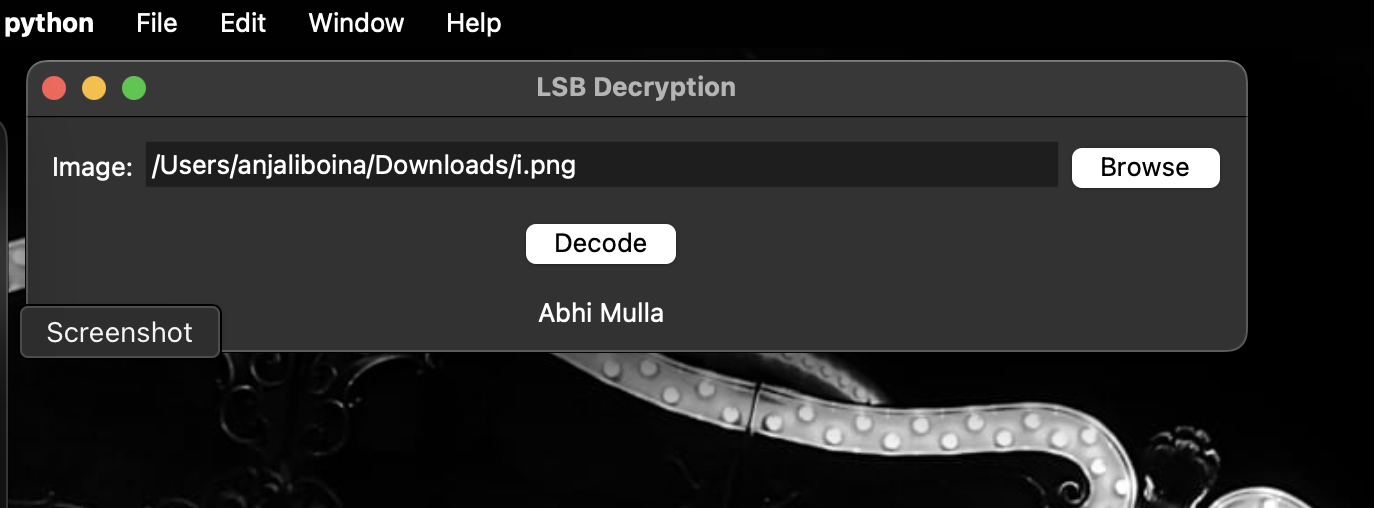 python File Edit Window Help
LSB Decryption
Image: /Users/anjaliboina/Downloads/i.png Browse
Decode
Abhi Mulla
Screenshot